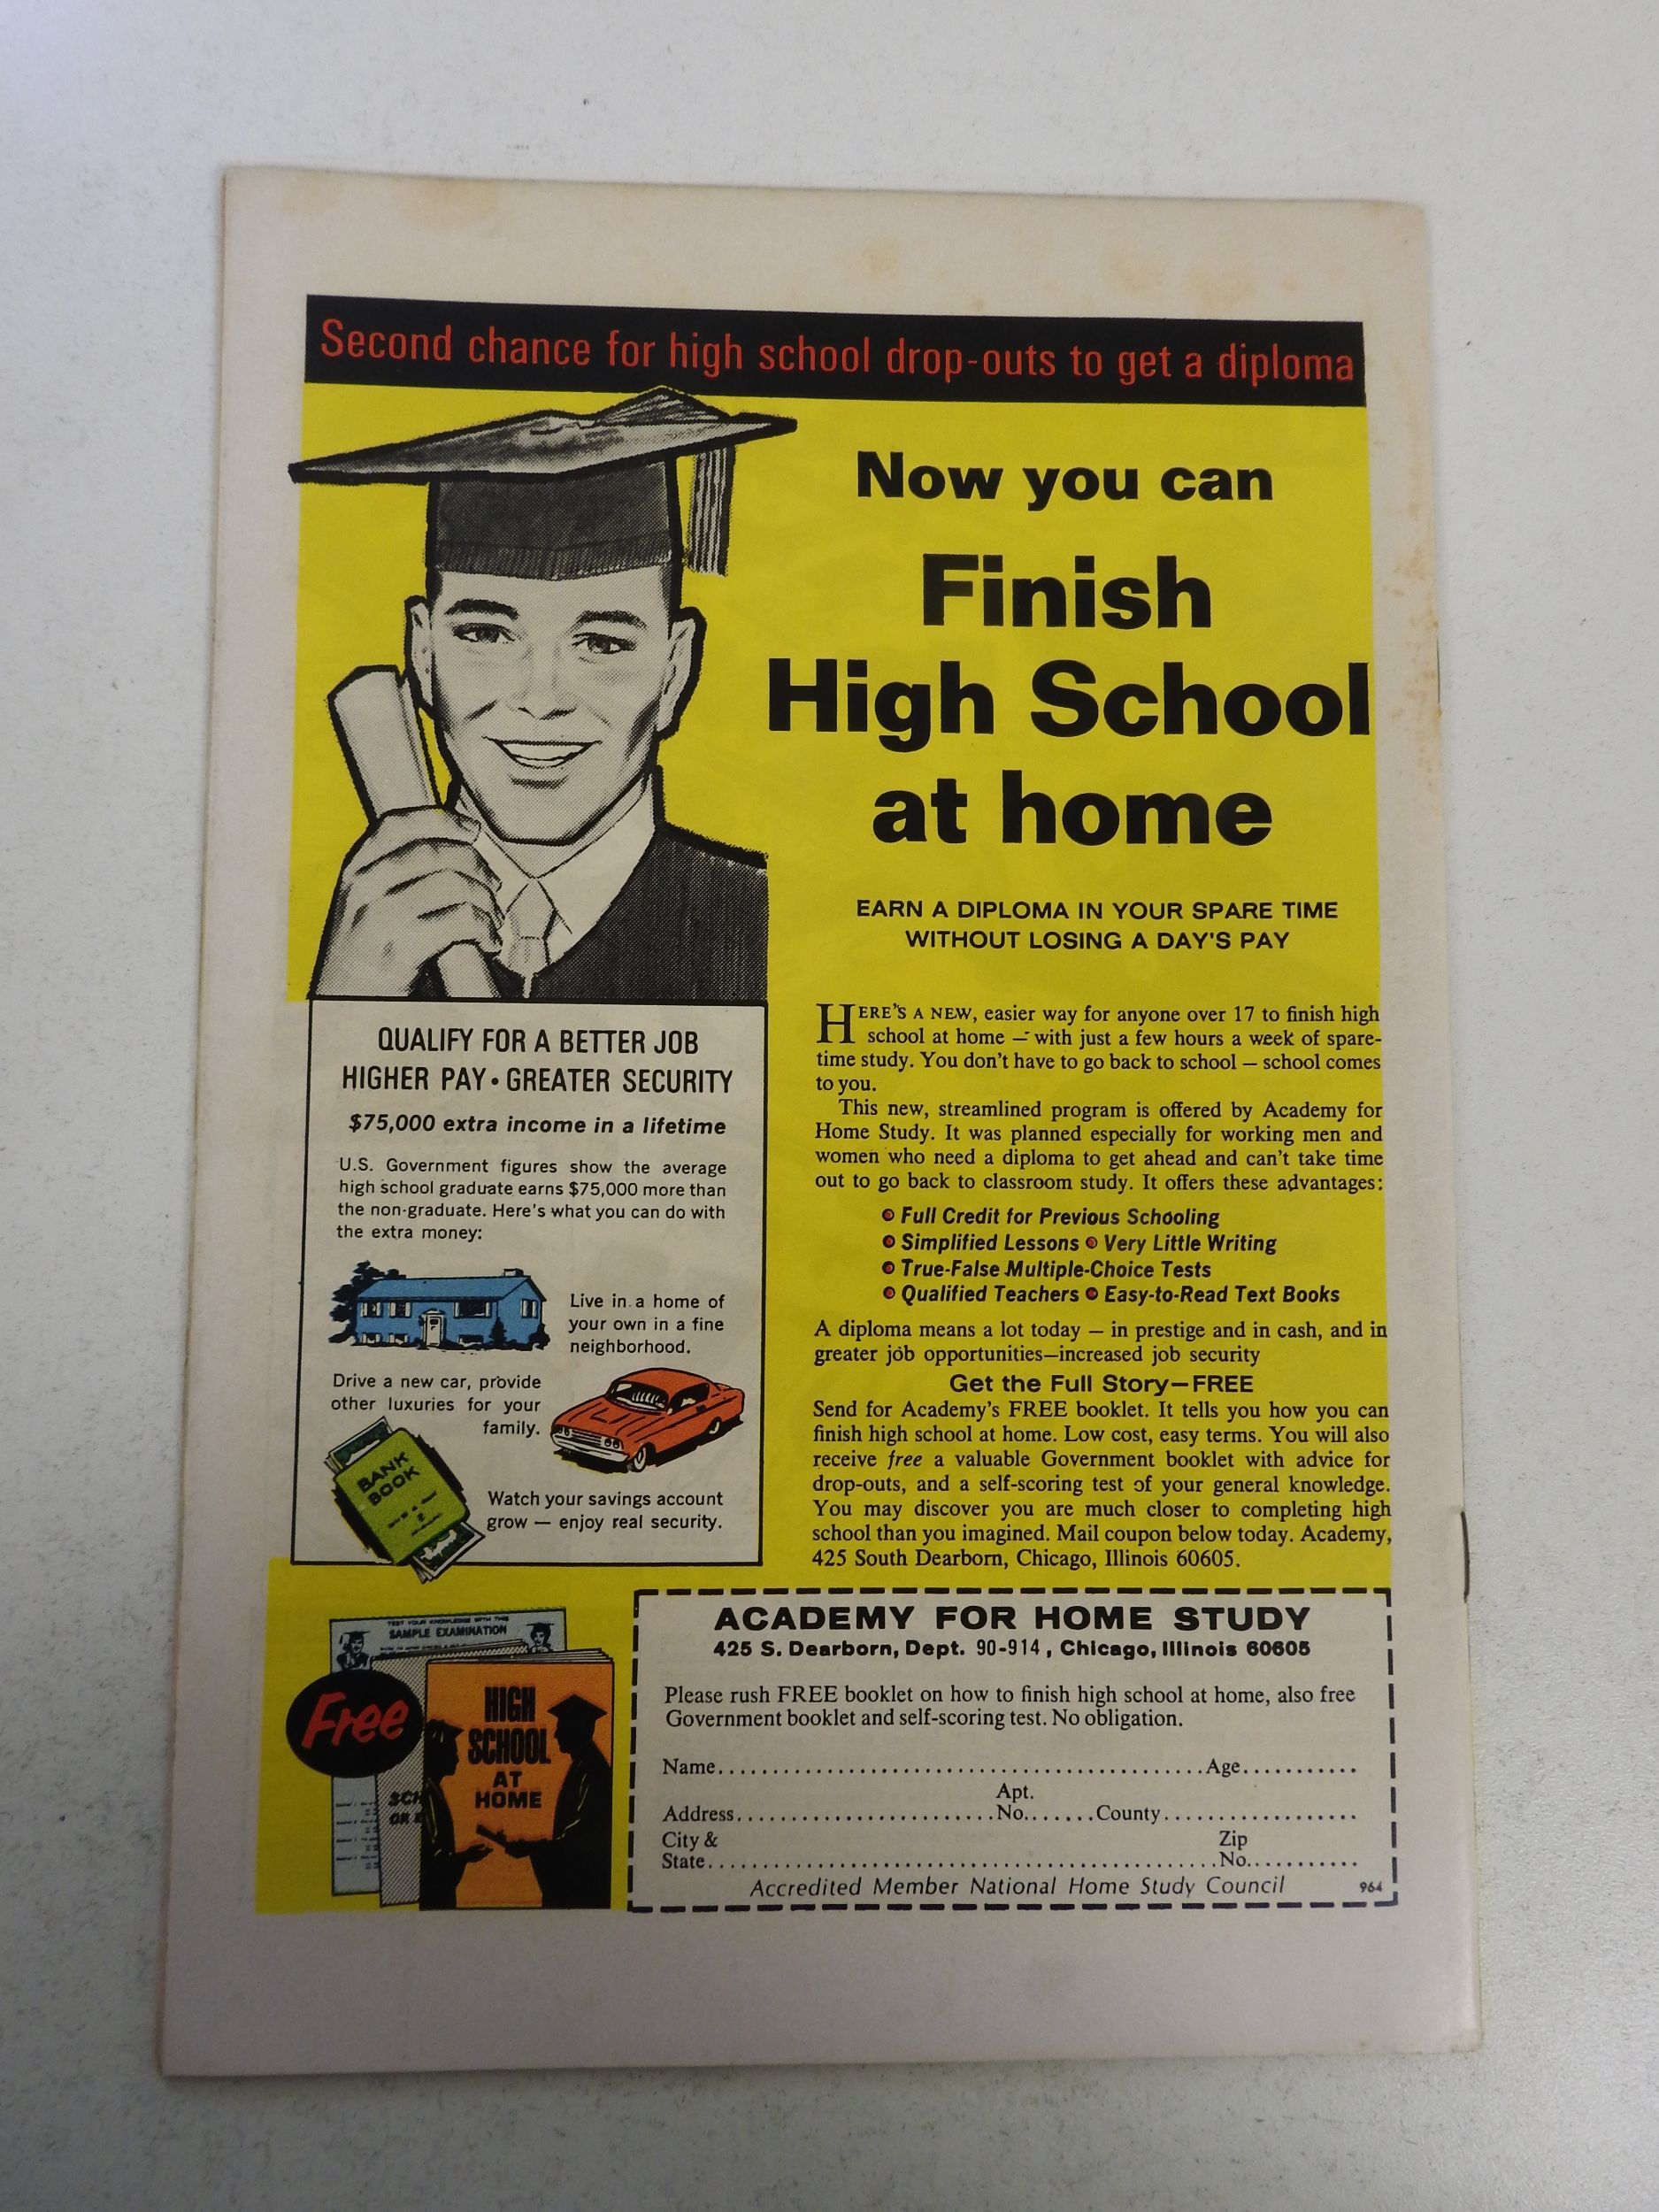 Second chance for high school drop-outs to get a diploma
Now you can
Finish
High School
at home
EARN A DIPLOMA IN YOUR SPARE TIME
WITHOUT LOSING A DAY'S PAY
QUALIFY FOR A BETTER JOB
HIGHER PAY • GREATER SECURITY
$75,000 extra income in a lifetime
U.S. Government figures show the average
high school graduate earns $75,000 more than
the non-graduate. Here's what you can do with
the extra money:
Live in a home of
your own in a fine
neighborhood.
Drive a new car, provide
other luxuries for your
family.
BANK
BOOK
Watch your savings account
grow — enjoy real security.
HERE'S A NEW, easier way for anyone over 17 to finish high
school at home — with just a few hours a week of spare-
time study. You don't have to go back to school — school comes
to you.
This new, streamlined program is offered by Academy for
Home Study. It was planned especially for working men and
women who need a diploma to get ahead and can't take time
out to go back to classroom study. It offers these advantages:
• Full Credit for Previous Schooling
• Simplified Lessons • Very Little Writing
• True-False Multiple-Choice Tests
• Qualified Teachers • Easy-to-Read Text Books
A diploma means a lot today — in prestige and in cash, and in
greater job opportunities—increased job security
Get the Full Story—FREE
Send for Academy's FREE booklet. It tells you how you can
finish high school at home. Low cost, easy terms. You will also
receive free a valuable Government booklet with advice for
drop-outs, and a self-scoring test of your general knowledge.
You may discover you are much closer to completing high
school than you imagined. Mail coupon below today. Academy,
425 South Dearborn, Chicago, Illinois 60605.
TEST YOUR KNOWLEDGE WITH THIS
SAMPLE EXAMINATION
Free
SCH
OR
HIGH
SCHOOL
AT
HOME
ACADEMY FOR HOME STUDY
425 S. Dearborn, Dept. 90-914, Chicago, Illinois 60605
Please rush FREE booklet on how to finish high school at home, also free
Government booklet and self-scoring test. No obligation.
Name..........Age..........
Apt.
Address..........No.......County..........
City & Zip
State..........No..........
Accredited Member National Home Study Council 964